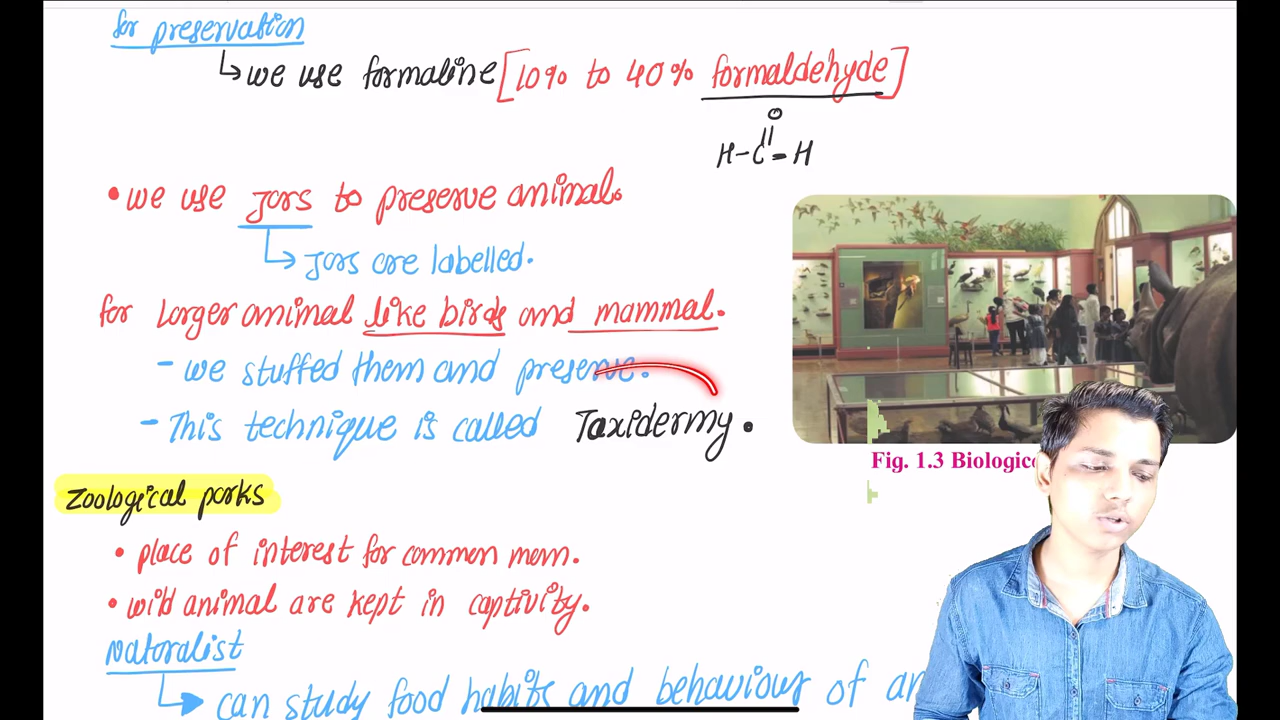 for preservation
we use formaline [10% to 40% formaldehyde]
O
H-C=H
• we use Jars to preserve animal.
Jars are labelled.
for larger animal like birds and mammal.
- we stuffed them and preserve.
- This technique is called Taxidermy.
Fig. 1.3 Biologic
Zoological parks
• place of interest for common mam.
• wild animal are kept in captivity.
Naturalist
can study food habits and behaviour of an